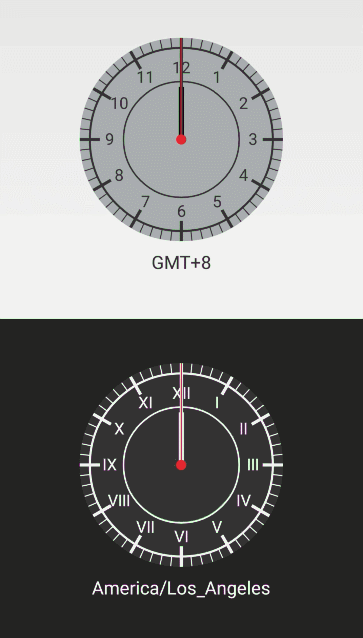 12
11 1
10 2
9 3
8 4
7 5
6
GMT+8
XII
XI I
X II
IX III
VIII IV
VII V
VI
America/Los_Angeles